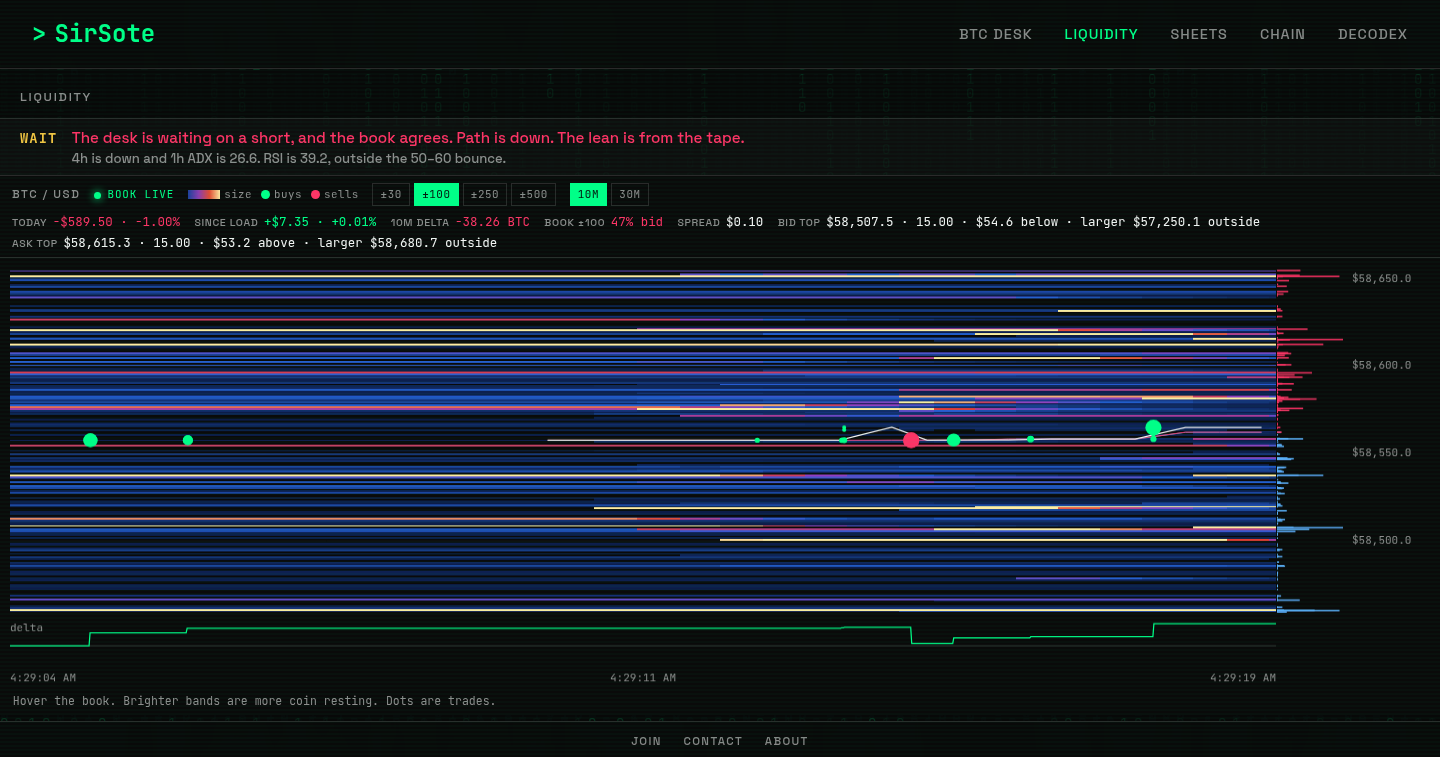 > SirSote
BTC DESK LIQUIDITY SHEETS CHAIN DECODEX
LIQUIDITY
WAIT The desk is waiting on a short, and the book agrees. Path is down. The lean is from the tape.
4h is down and 1h ADX is 26.6. RSI is 39.2, outside the 50–60 bounce.
BTC / USD BOOK LIVE size buys sells ±30 ±100 ±250 ±500 10M 30M
TODAY -$589.50 · -1.00% SINCE LOAD +$7.35 · +0.01% 10M DELTA -38.26 BTC BOOK ±100 47% bid SPREAD $0.10 BID TOP $58,507.5 · 15.00 · $54.6 below · larger $57,250.1 outside
ASK TOP $58,615.3 · 15.00 · $53.2 above · larger $58,680.7 outside
$58,650.0
$58,600.0
$58,550.0
$58,500.0
delta
4:29:04 AM 4:29:11 AM 4:29:19 AM
Hover the book. Brighter bands are more coin resting. Dots are trades.
JOIN CONTACT ABOUT